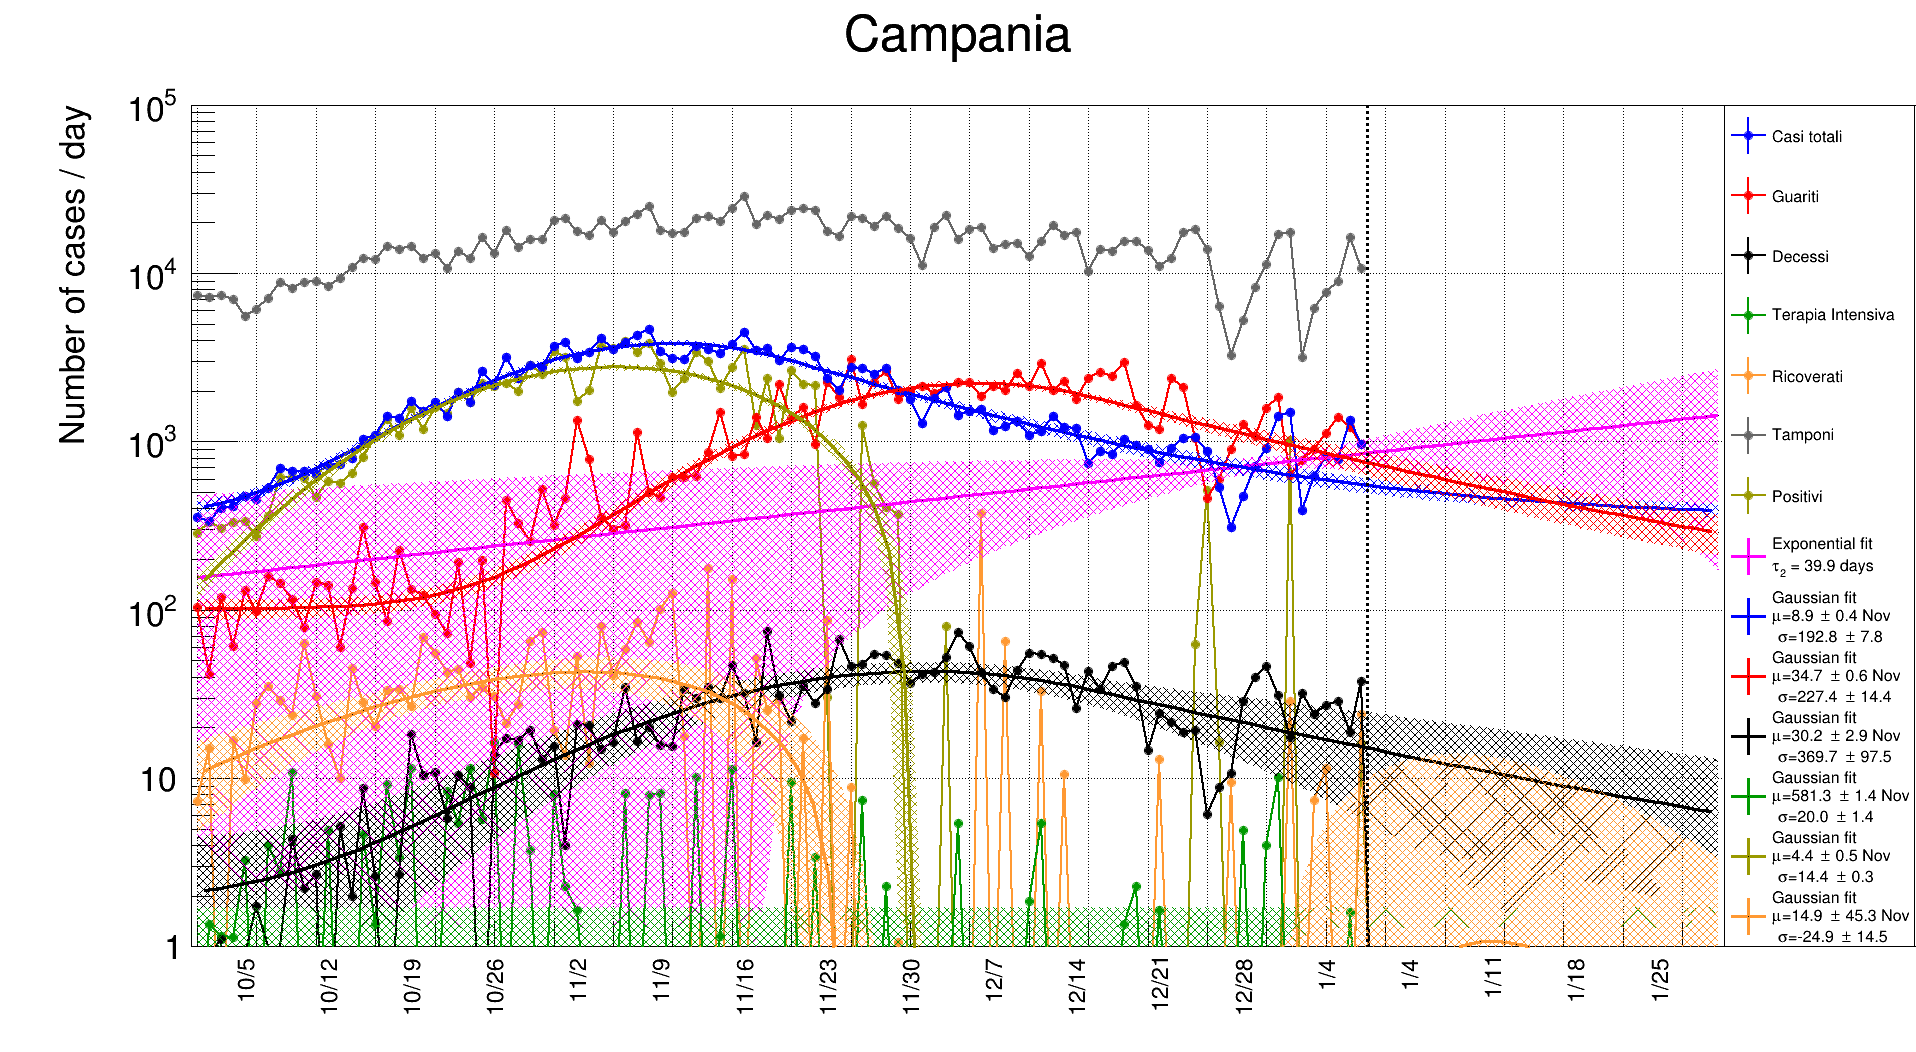 Campania
Number of cases / day
10^5
10^4
10^3
10^2
10
1
10/5
10/12
10/19
10/26
11/2
11/9
11/16
11/23
11/30
12/7
12/14
12/21
12/28
1/4
1/4
1/11
1/18
1/25
Casi totali
Guariti
Decessi
Terapia Intensiva
Ricoverati
Tamponi
Positivi
Exponential fit
τ₂ = 39.9 days
Gaussian fit
μ=8.9 ± 0.4 Nov
σ=192.8 ± 7.8
Gaussian fit
μ=34.7 ± 0.6 Nov
σ=227.4 ± 14.4
Gaussian fit
μ=30.2 ± 2.9 Nov
σ=369.7 ± 97.5
Gaussian fit
μ=581.3 ± 1.4 Nov
σ=20.0 ± 1.4
Gaussian fit
μ=4.4 ± 0.5 Nov
σ=14.4 ± 0.3
Gaussian fit
μ=14.9 ± 45.3 Nov
σ=-24.9 ± 14.5